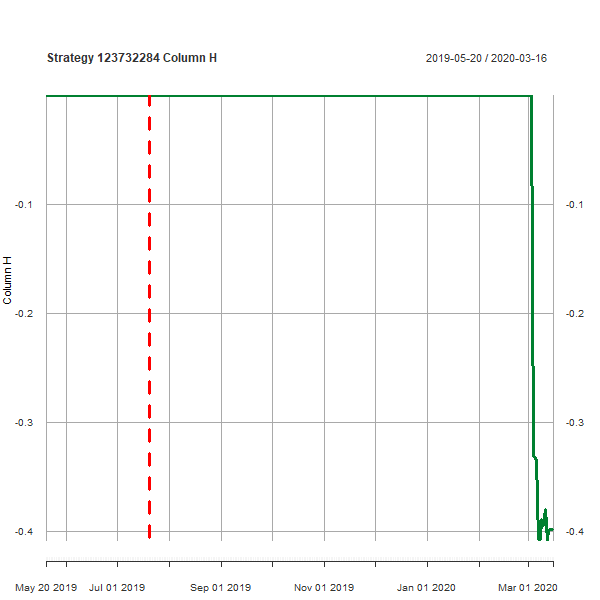 Strategy 123732284 Column H
2019-05-20 / 2020-03-16
-0.1
-0.1
-0.2
-0.2
Column H
-0.3
-0.3
-0.4
-0.4
May 20 2019
Jul 01 2019
Sep 01 2019
Nov 01 2019
Jan 01 2020
Mar 01 2020